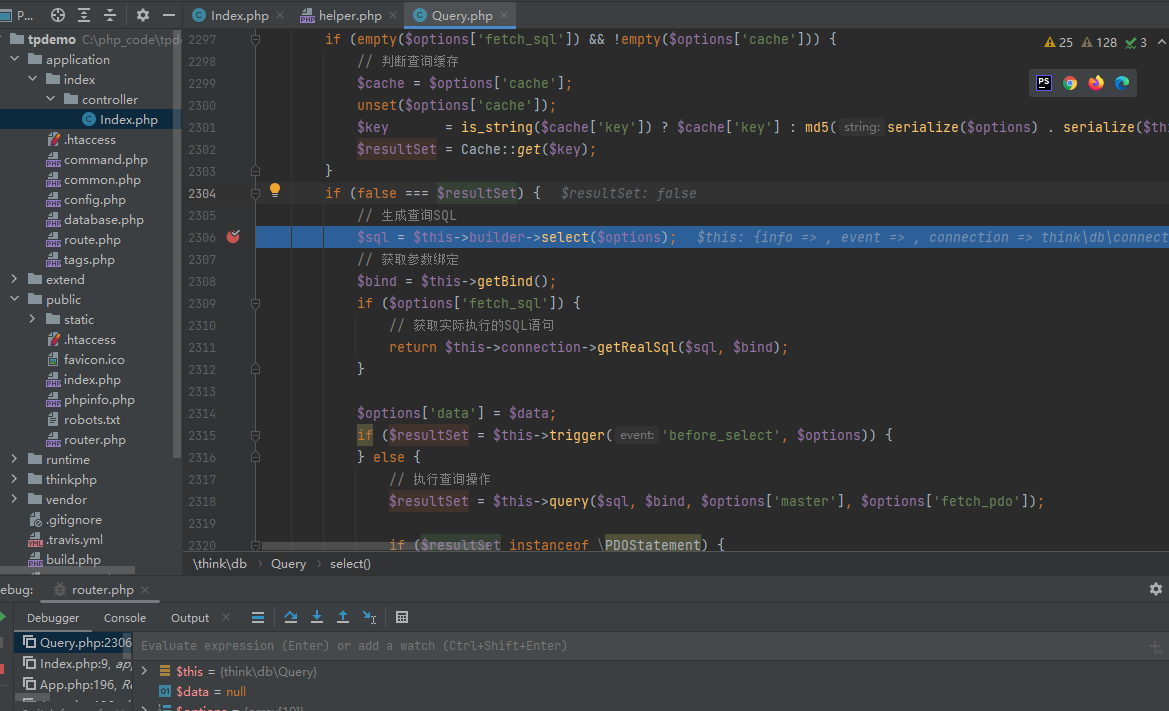 P...
Index.php
helper.php
Query.php
tpdemo C:\php_code\tpd
application
index
controller
Index.php
.htaccess
command.php
common.php
config.php
database.php
route.php
tags.php
extend
public
static
.htaccess
favicon.ico
index.php
phpinfo.php
robots.txt
router.php
runtime
thinkphp
vendor
.gitignore
.travis.yml
build.php
25 128 3
2297 if (empty($options['fetch_sql']) && !empty($options['cache'])) {
2298 // 判断查询缓存
2299 $cache = $options['cache'];
2300 unset($options['cache']);
2301 $key = is_string($cache['key']) ? $cache['key'] : md5( string: serialize($options) . serialize($thi
2302 $resultSet = Cache::get($key);
2303 }
2304 if (false === $resultSet) { $resultSet: false
2305 // 生成查询SQL
2306 $sql = $this->builder->select($options); $this: {info => , event => , connection => think\db\connect
2307 // 获取参数绑定
2308 $bind = $this->getBind();
2309 if ($options['fetch_sql']) {
2310 // 获取实际执行的SQL语句
2311 return $this->connection->getRealSql($sql, $bind);
2312 }
2313
2314 $options['data'] = $data;
2315 if ($resultSet = $this->trigger( event: 'before_select', $options)) {
2316 } else {
2317 // 执行查询操作
2318 $resultSet = $this->query($sql, $bind, $options['master'], $options['fetch_pdo']);
2319
2320 if ($resultSet instanceof \PDOStatement) {
\think\db › Query › select()
ebug: router.php
Debugger Console Output
Query.php:2306
Index.php:9, app
App.php:196, Re
Evaluate expression (Enter) or add a watch (Ctrl+Shift+Enter)
$this = {think\db\Query}
$data = null